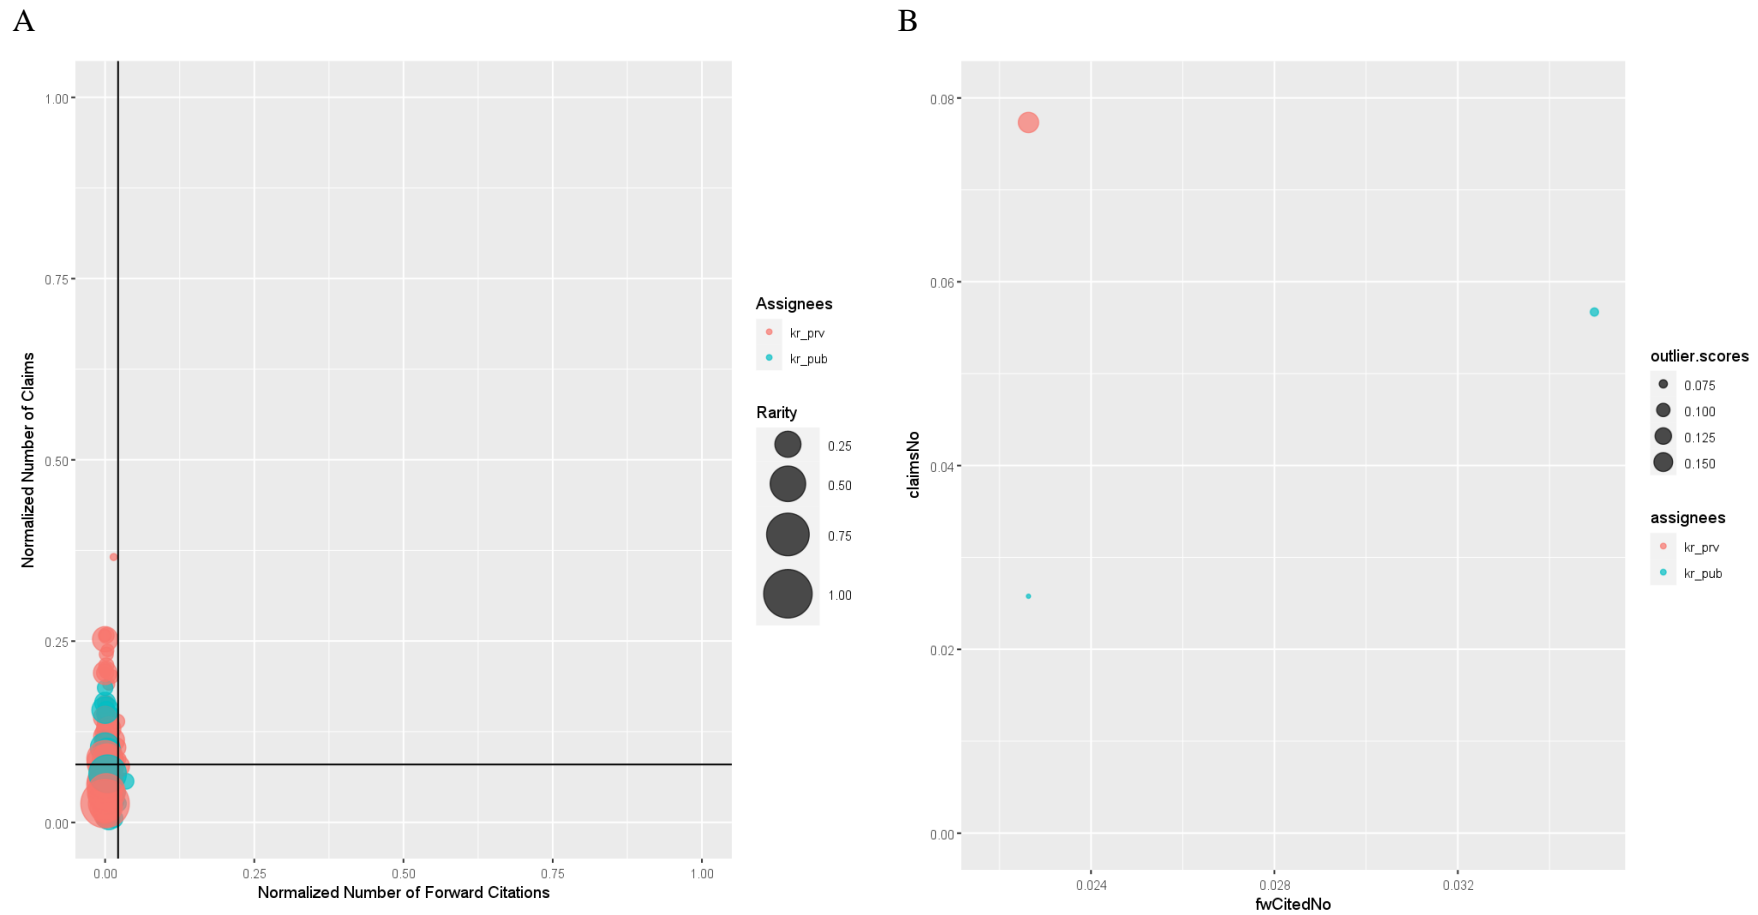 A
1.00
0.75
0.50
0.25
0.00
Normalized Number of Claims
0.00
0.25
0.50
0.75
1.00
Normalized Number of Forward Citations
Assignees
kr_prv
kr_pub
Rarity
0.25
0.50
0.75
1.00
B
0.08
0.06
0.04
0.02
0.00
claimsNo
0.024
0.028
0.032
fwCitedNo
outlier.scores
0.075
0.100
0.125
0.150
assignees
kr_prv
kr_pub